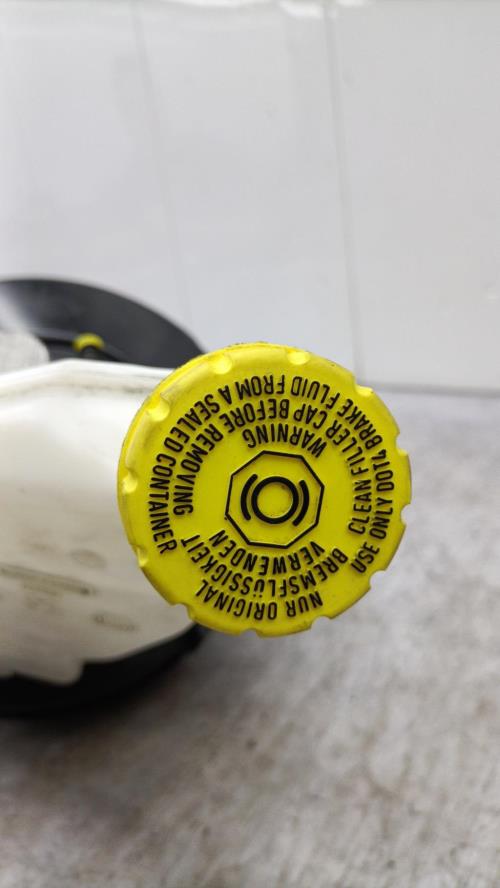 USE ONLY DOT4 BRAKE FLUID FROM A SEALED CONTAINER
CLEAN FILLER CAP BEFORE REMOVING
WARNING
NUR ORIGINAL
BREMSFLÜSSIGKEIT
VERWENDEN